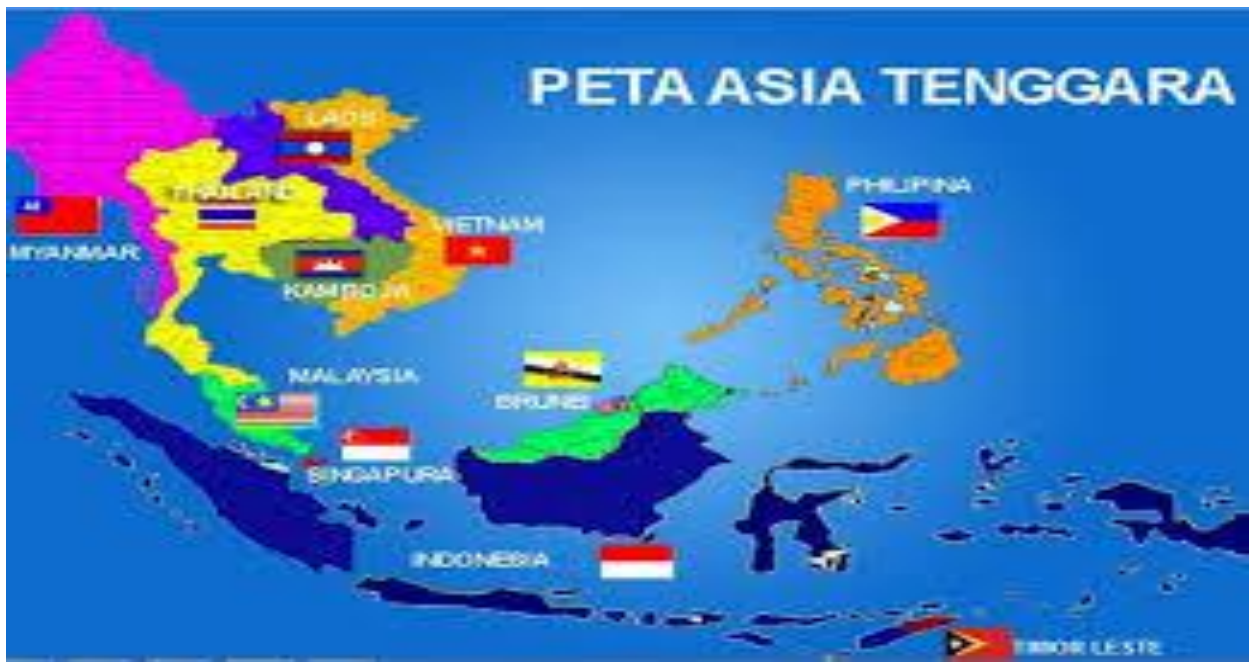 PETA ASIA TENGGARA
LAOS
THAILAND
PHILIPINA
VIETNAM
MYANMAR
KAMBOJA
MALAYSIA
BRUNEI
SINGAPURA
INDONESIA
TIMOR LESTE